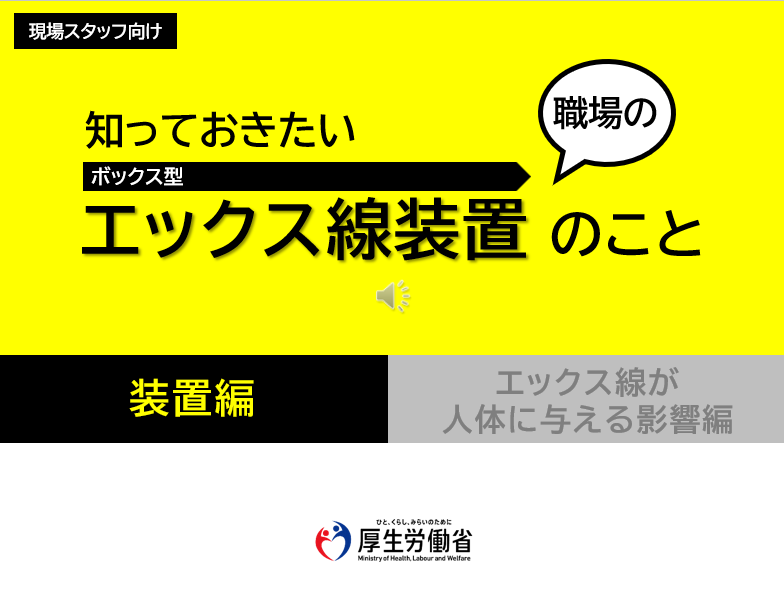 現場スタッフ向け
知っておきたい
職場の
ボックス型
エックス線装置 のこと
装置編
エックス線が
人体に与える影響編
ひと、くらし、みらいのために
厚生労働省
Ministry of Health, Labour and Welfare